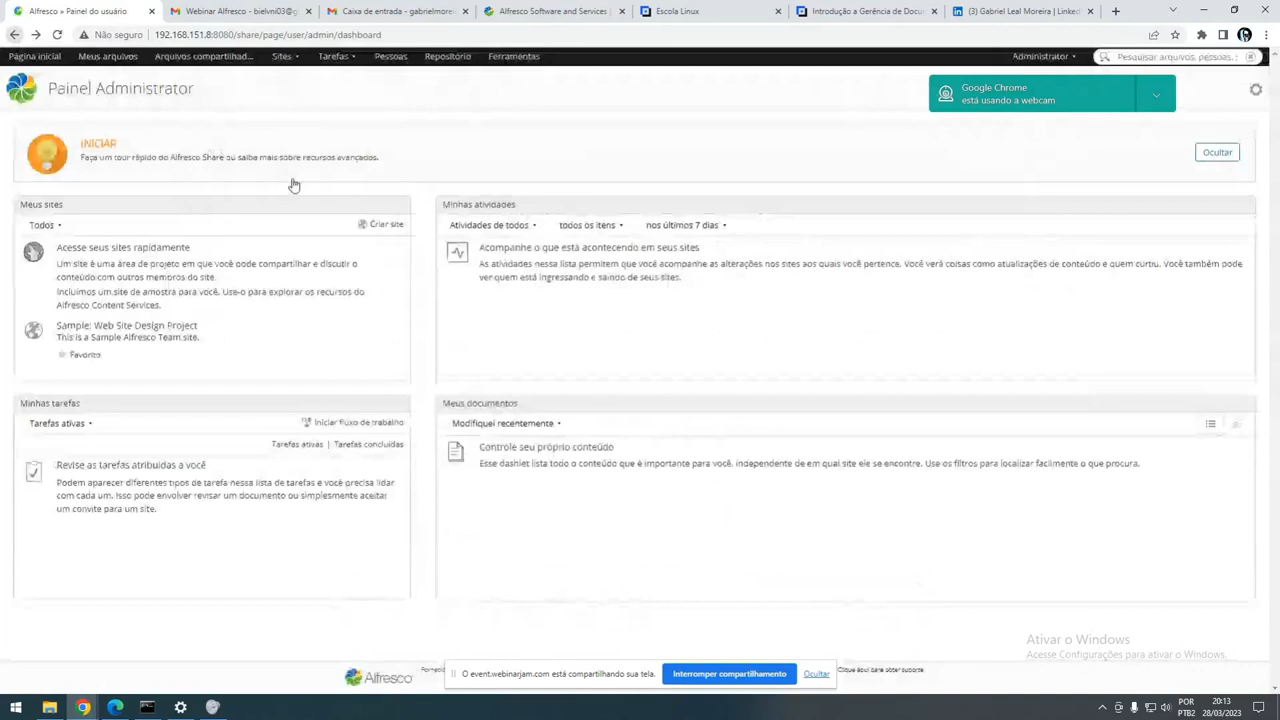 Alfresco » Painel do usuário
Webinar Alfresco - bielvni03@g
Caixa de entrada - gabrielmorei
Alfresco Software and Services |
Escola Linux
Introdução a Gerência de Docum
(3) Gabriel Leal Moreira | Linked
Não seguro
192.168.151.8:8080/share/page/user/admin/dashboard
Página inicial
Meus arquivos
Arquivos compartilhad...
Sites
Tarefas
Pessoas
Repositório
Ferramentas
Administrator
Pesquisar arquivos, pessoas, s
Painel Administrator
Google Chrome
está usando a webcam
INICIAR
Faça um tour rápido do Alfresco Share ou saiba mais sobre recursos avançados.
Ocultar
Meus sites
Todos
Criar site
Acesse seus sites rapidamente
Um site é uma área de projeto em que você pode compartilhar e discutir o
conteúdo com outros membros do site.
Incluímos um site de amostra para você. Use-o para explorar os recursos do
Alfresco Content Services.
Sample: Web Site Design Project
This is a Sample Alfresco Team site.
Favorito
Minhas atividades
Atividades de todos
todos os itens
nos últimos 7 dias
Acompanhe o que está acontecendo em seus sites
As atividades nessa lista permitem que você acompanhe as alterações nos sites aos quais você pertence. Você verá coisas como atualizações de conteúdo e quem curtiu. Você também pode
ver quem está ingressando e saindo de seus sites.
Minhas tarefas
Tarefas ativas
Iniciar fluxo de trabalho
Tarefas ativas | Tarefas concluídas
Revise as tarefas atribuídas a você
Podem aparecer diferentes tipos de tarefa nessa lista de tarefas e você precisa lidar
com cada um. Isso pode envolver revisar um documento ou simplesmente aceitar
um convite para um site.
Meus documentos
Modifiquei recentemente
Controle seu próprio conteúdo
Esse dashlet lista todo o conteúdo que é importante para você, independente de em qual site ele se encontre. Use os filtros para localizar facilmente o que procura.
Ativar o Windows
Acesse Configurações para ativar o Windows.
Alfresco
O event.webinarjam.com está compartilhando sua tela.
Interromper compartilhamento
Ocultar
Clique aqui para obter suporte.
POR
PTB2
20:13
28/03/2023